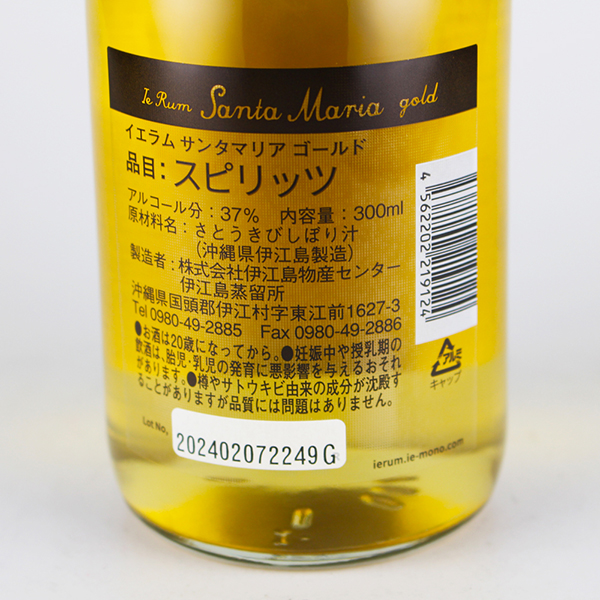 Ie Rum Santa Maria gold
イエラム サンタマリア ゴールド
品目：スピリッツ
アルコール分：37％　内容量：300ml
原材料名：さとうきびしぼり汁
（沖縄県伊江島製造）
製造者：株式会社伊江島物産センター
伊江島蒸留所
沖縄県国頭郡伊江村字東江前1627-3
Tel 0980-49-2885　Fax 0980-49-2886
●お酒は20歳になってから。●妊娠中や授乳期の
飲酒は、胎児・乳児の発育に悪影響を与えるおそれ
があります。●樽やサトウキビ由来の成分が沈殿す
ることがありますが品質には問題はありません。
Lot No.
202402072249G
4562202219124
アルミ
キャップ
ierum.ie-mono.com